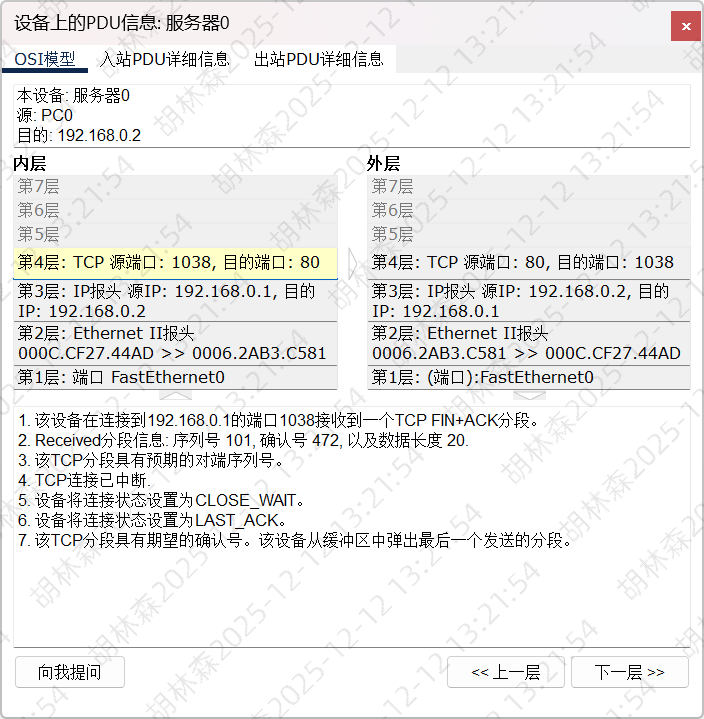 设备上的PDU信息: 服务器0
OSI模型 入站PDU详细信息 出站PDU详细信息
本设备: 服务器0
源: PC0
目的: 192.168.0.2
内层
第7层
第6层
第5层
第4层: TCP 源端口: 1038, 目的端口: 80
第3层: IP报头 源IP: 192.168.0.1, 目的
IP: 192.168.0.2
第2层: Ethernet II报头
000C.CF27.44AD >> 0006.2AB3.C581
第1层: 端口 FastEthernet0
外层
第7层
第6层
第5层
第4层: TCP 源端口: 80, 目的端口: 1038
第3层: IP报头 源IP: 192.168.0.2, 目的
IP: 192.168.0.1
第2层: Ethernet II报头
0006.2AB3.C581 >> 000C.CF27.44AD
第1层: (端口):FastEthernet0
1. 该设备在连接到192.168.0.1的端口1038接收到一个TCP FIN+ACK分段。
2. Received分段信息: 序列号 101, 确认号 472, 以及数据长度 20.
3. 该TCP分段具有预期的对端序列号。
4. TCP连接已中断.
5. 设备将连接状态设置为CLOSE_WAIT。
6. 设备将连接状态设置为LAST_ACK。
7. 该TCP分段具有期望的确认号。该设备从缓冲区中弹出最后一个发送的分段。
向我提问
<< 上一层
下一层 >>
胡林森2025-12-12 13:21:54